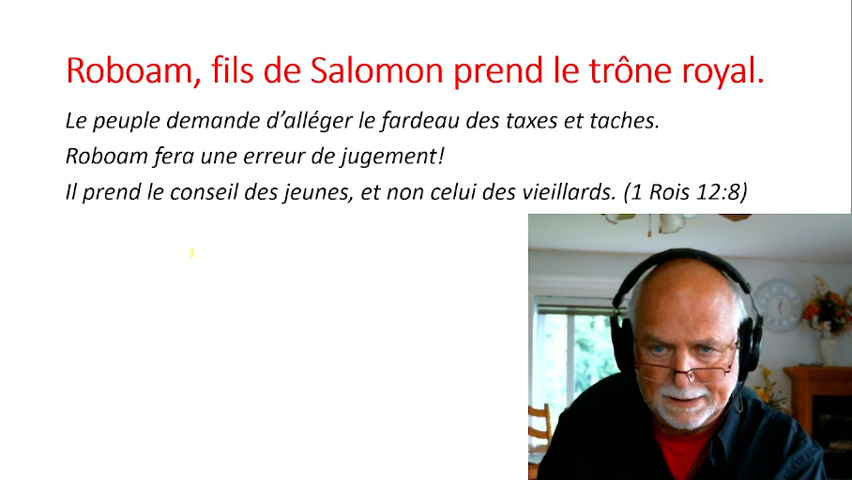 Roboam, fils de Salomon prend le trône royal.
Le peuple demande d’alléger le fardeau des taxes et taches.
Roboam fera une erreur de jugement!
Il prend le conseil des jeunes, et non celui des vieillards. (1 Rois 12:8)